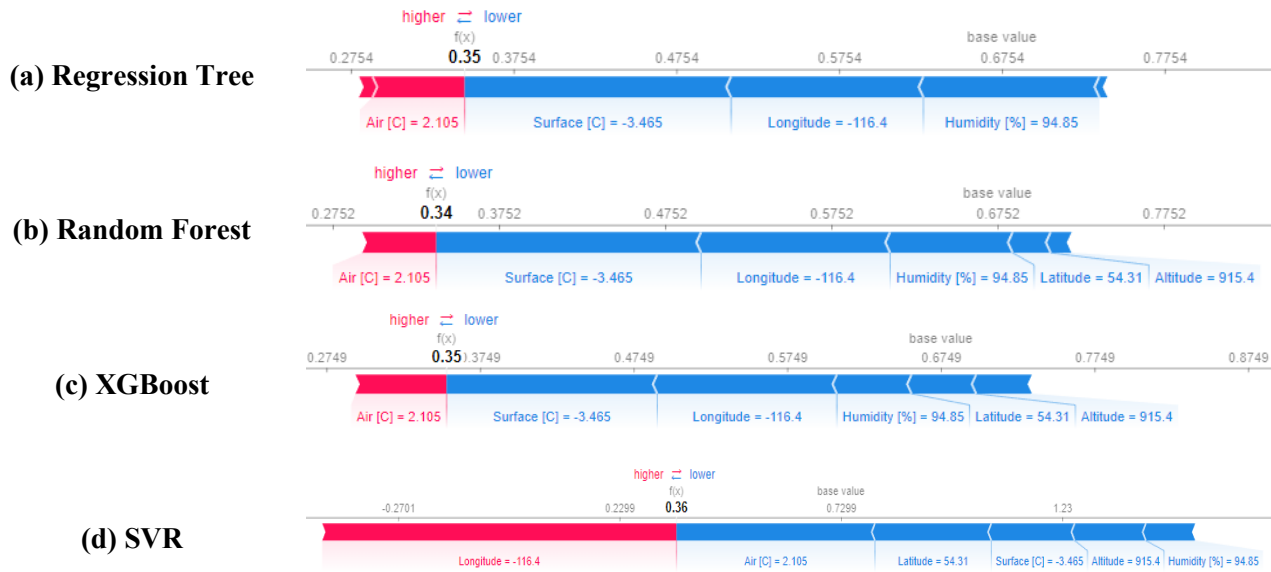 higher ⇄ lower
f(x) base value
0.2754 0.35 0.3754 0.4754 0.5754 0.6754 0.7754
(a) Regression Tree
Air [C] = 2.105 Surface [C] = -3.465 Longitude = -116.4 Humidity [%] = 94.85
higher ⇄ lower
f(x) base value
0.2752 0.34 0.3752 0.4752 0.5752 0.6752 0.7752
(b) Random Forest
Air [C] = 2.105 Surface [C] = -3.465 Longitude = -116.4 Humidity [%] = 94.85 Latitude = 54.31 Altitude = 915.4
higher ⇄ lower
f(x) base value
0.2749 0.35 0.3749 0.4749 0.5749 0.6749 0.7749 0.8749
(c) XGBoost
Air [C] = 2.105 Surface [C] = -3.465 Longitude = -116.4 Humidity [%] = 94.85 Latitude = 54.31 Altitude = 915.4
higher ⇄ lower
f(x) base value
-0.2701 0.2299 0.36 0.7299 1.23
(d) SVR
Longitude = -116.4 Air [C] = 2.105 Latitude = 54.31 Surface [C] = -3.465 Altitude = 915.4 Humidity [%] = 94.85